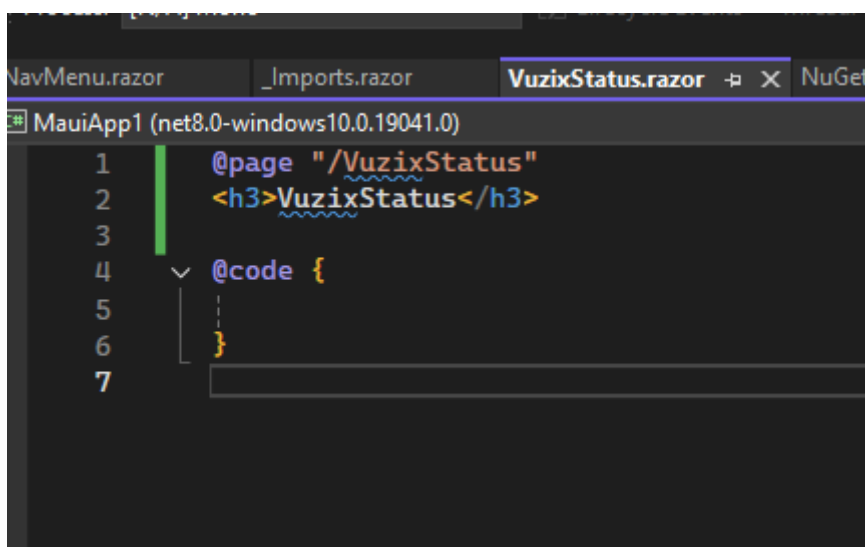 NavMenu.razor _Imports.razor VuzixStatus.razor NuGet
C# MauiApp1 (net8.0-windows10.0.19041.0)
1 @page "/VuzixStatus"
2 <h3>VuzixStatus</h3>
3
4 @code {
5
6 }
7